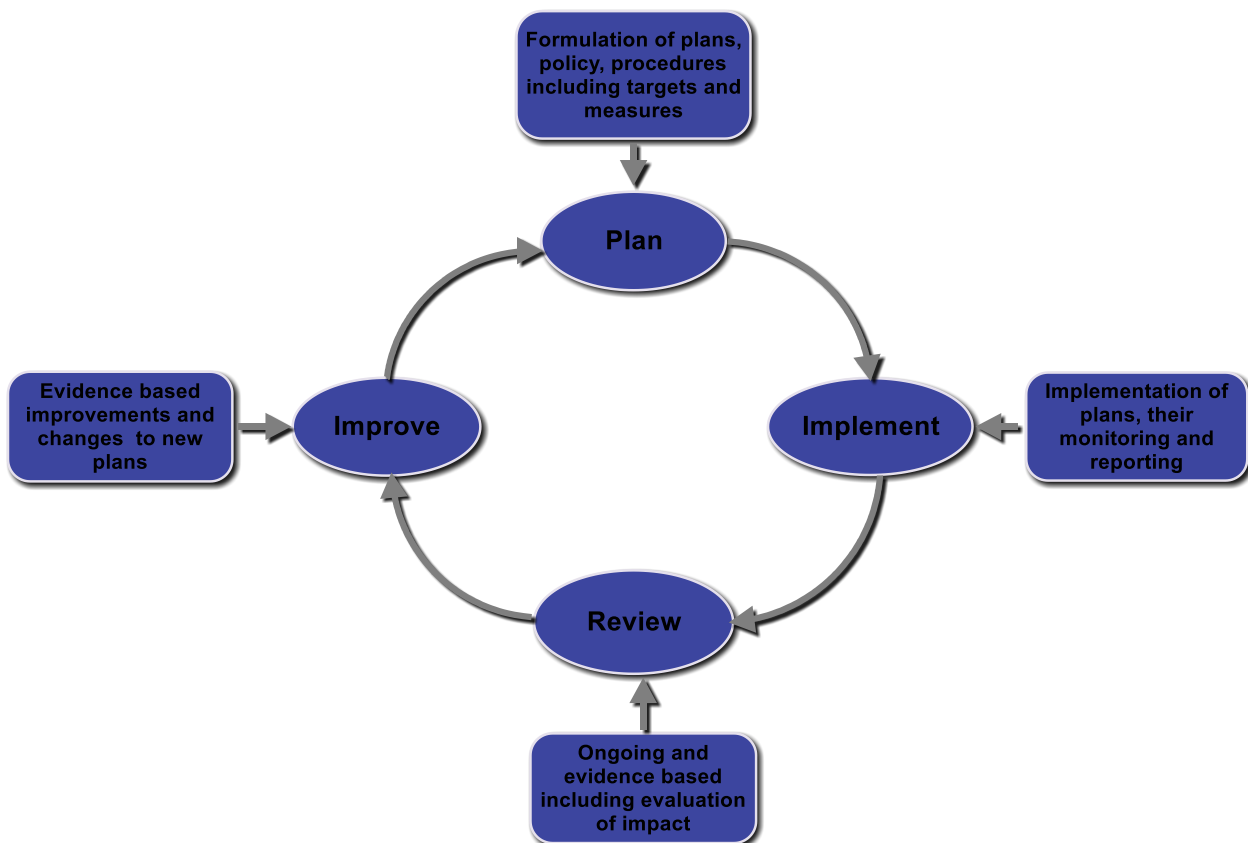 Formulation of plans,
policy, procedures
including targets and
measures
Plan
Evidence based
improvements and
changes  to new
plans
Improve
Implement
Implementation of
plans, their
monitoring and
reporting
Review
Ongoing and
evidence based
including evaluation
of impact